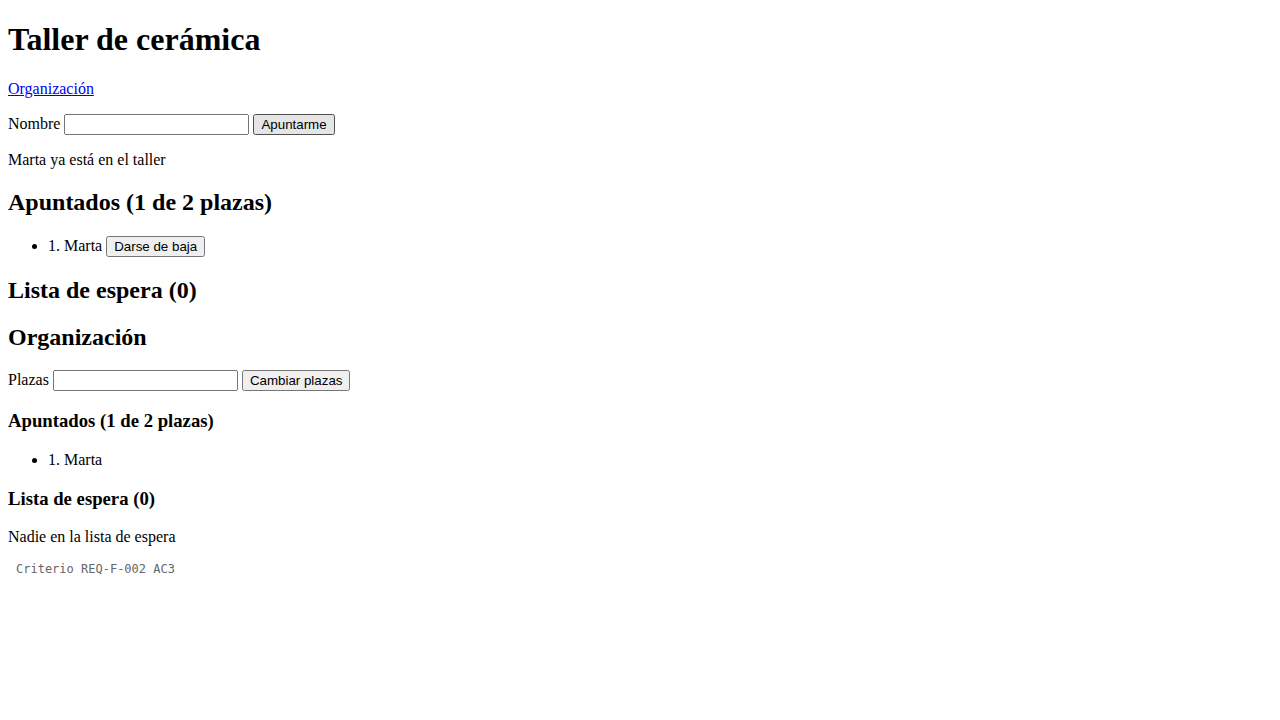 Taller de cerámica
Organización
Nombre Apuntarme
Marta ya está en el taller
Apuntados (1 de 2 plazas)
1. Marta Darse de baja
Lista de espera (0)
Organización
Plazas Cambiar plazas
Apuntados (1 de 2 plazas)
1. Marta
Lista de espera (0)
Nadie en la lista de espera
Criterio REQ-F-002 AC3